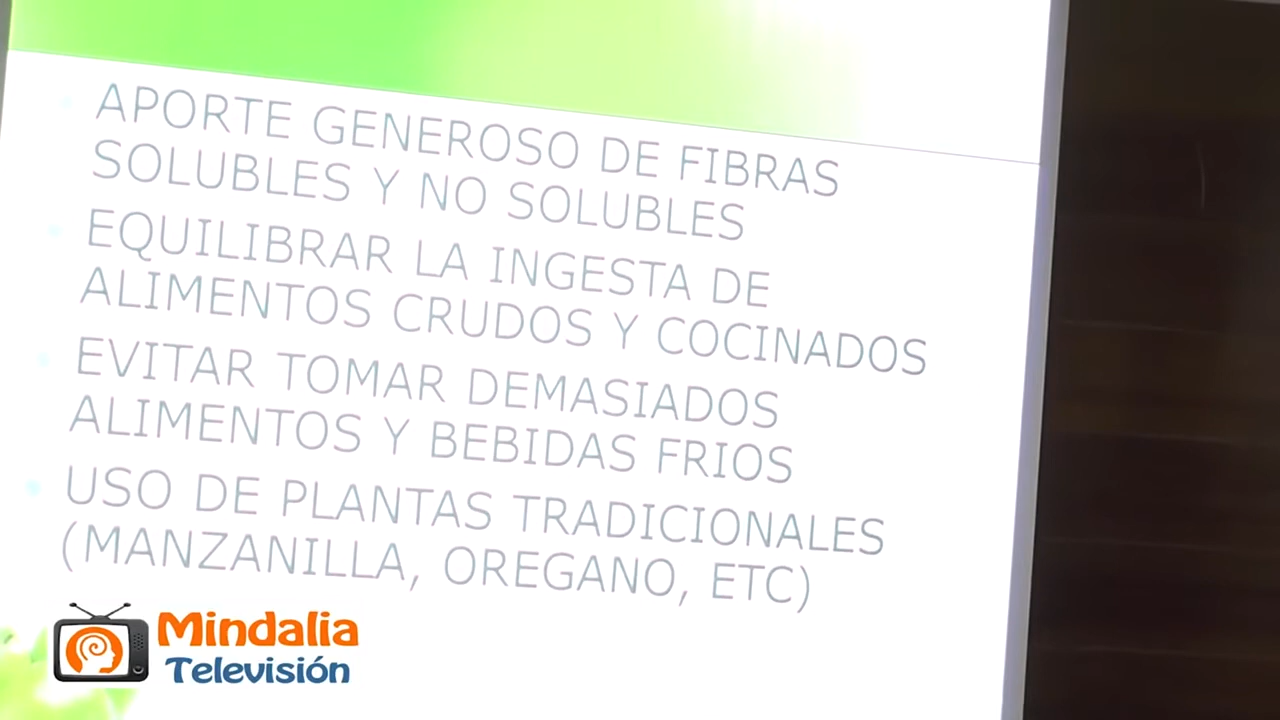 APORTE GENEROSO DE FIBRAS
SOLUBLES Y NO SOLUBLES
EQUILIBRAR LA INGESTA DE
ALIMENTOS CRUDOS Y COCINADOS
EVITAR TOMAR DEMASIADOS
ALIMENTOS Y BEBIDAS FRIOS
USO DE PLANTAS TRADICIONALES
(MANZANILLA, OREGANO, ETC)
Mindalia
Televisión